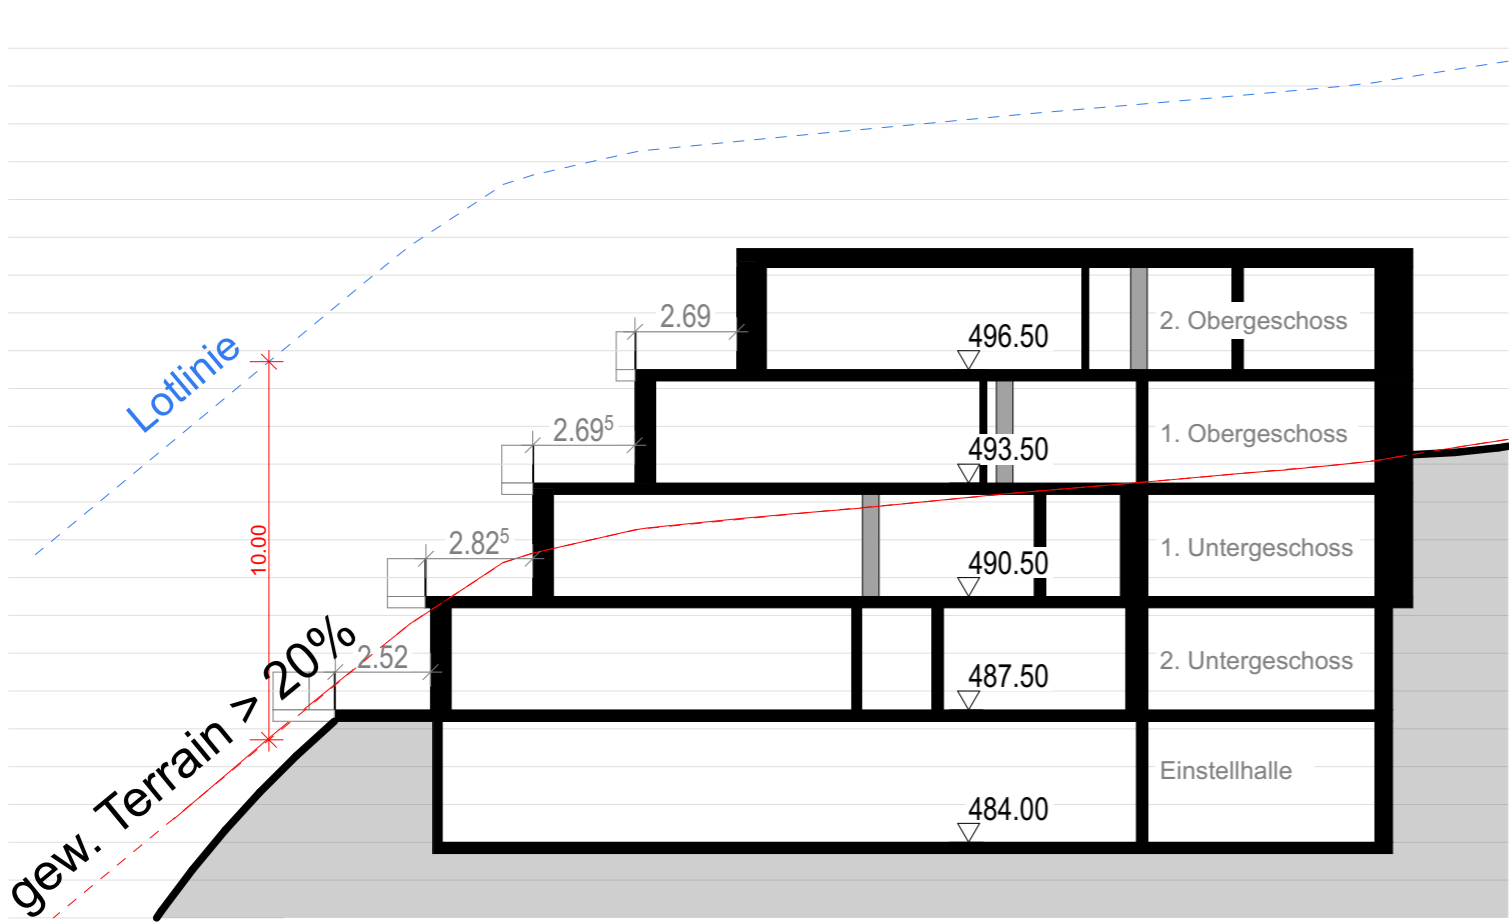 2.69
496.50
2. Obergeschoss
Lotlinie
2.69⁵
493.50
1. Obergeschoss
10.00
2.82⁵
490.50
1. Untergeschoss
gew. Terrain > 20%
2.52
487.50
2. Untergeschoss
Einstellhalle
484.00